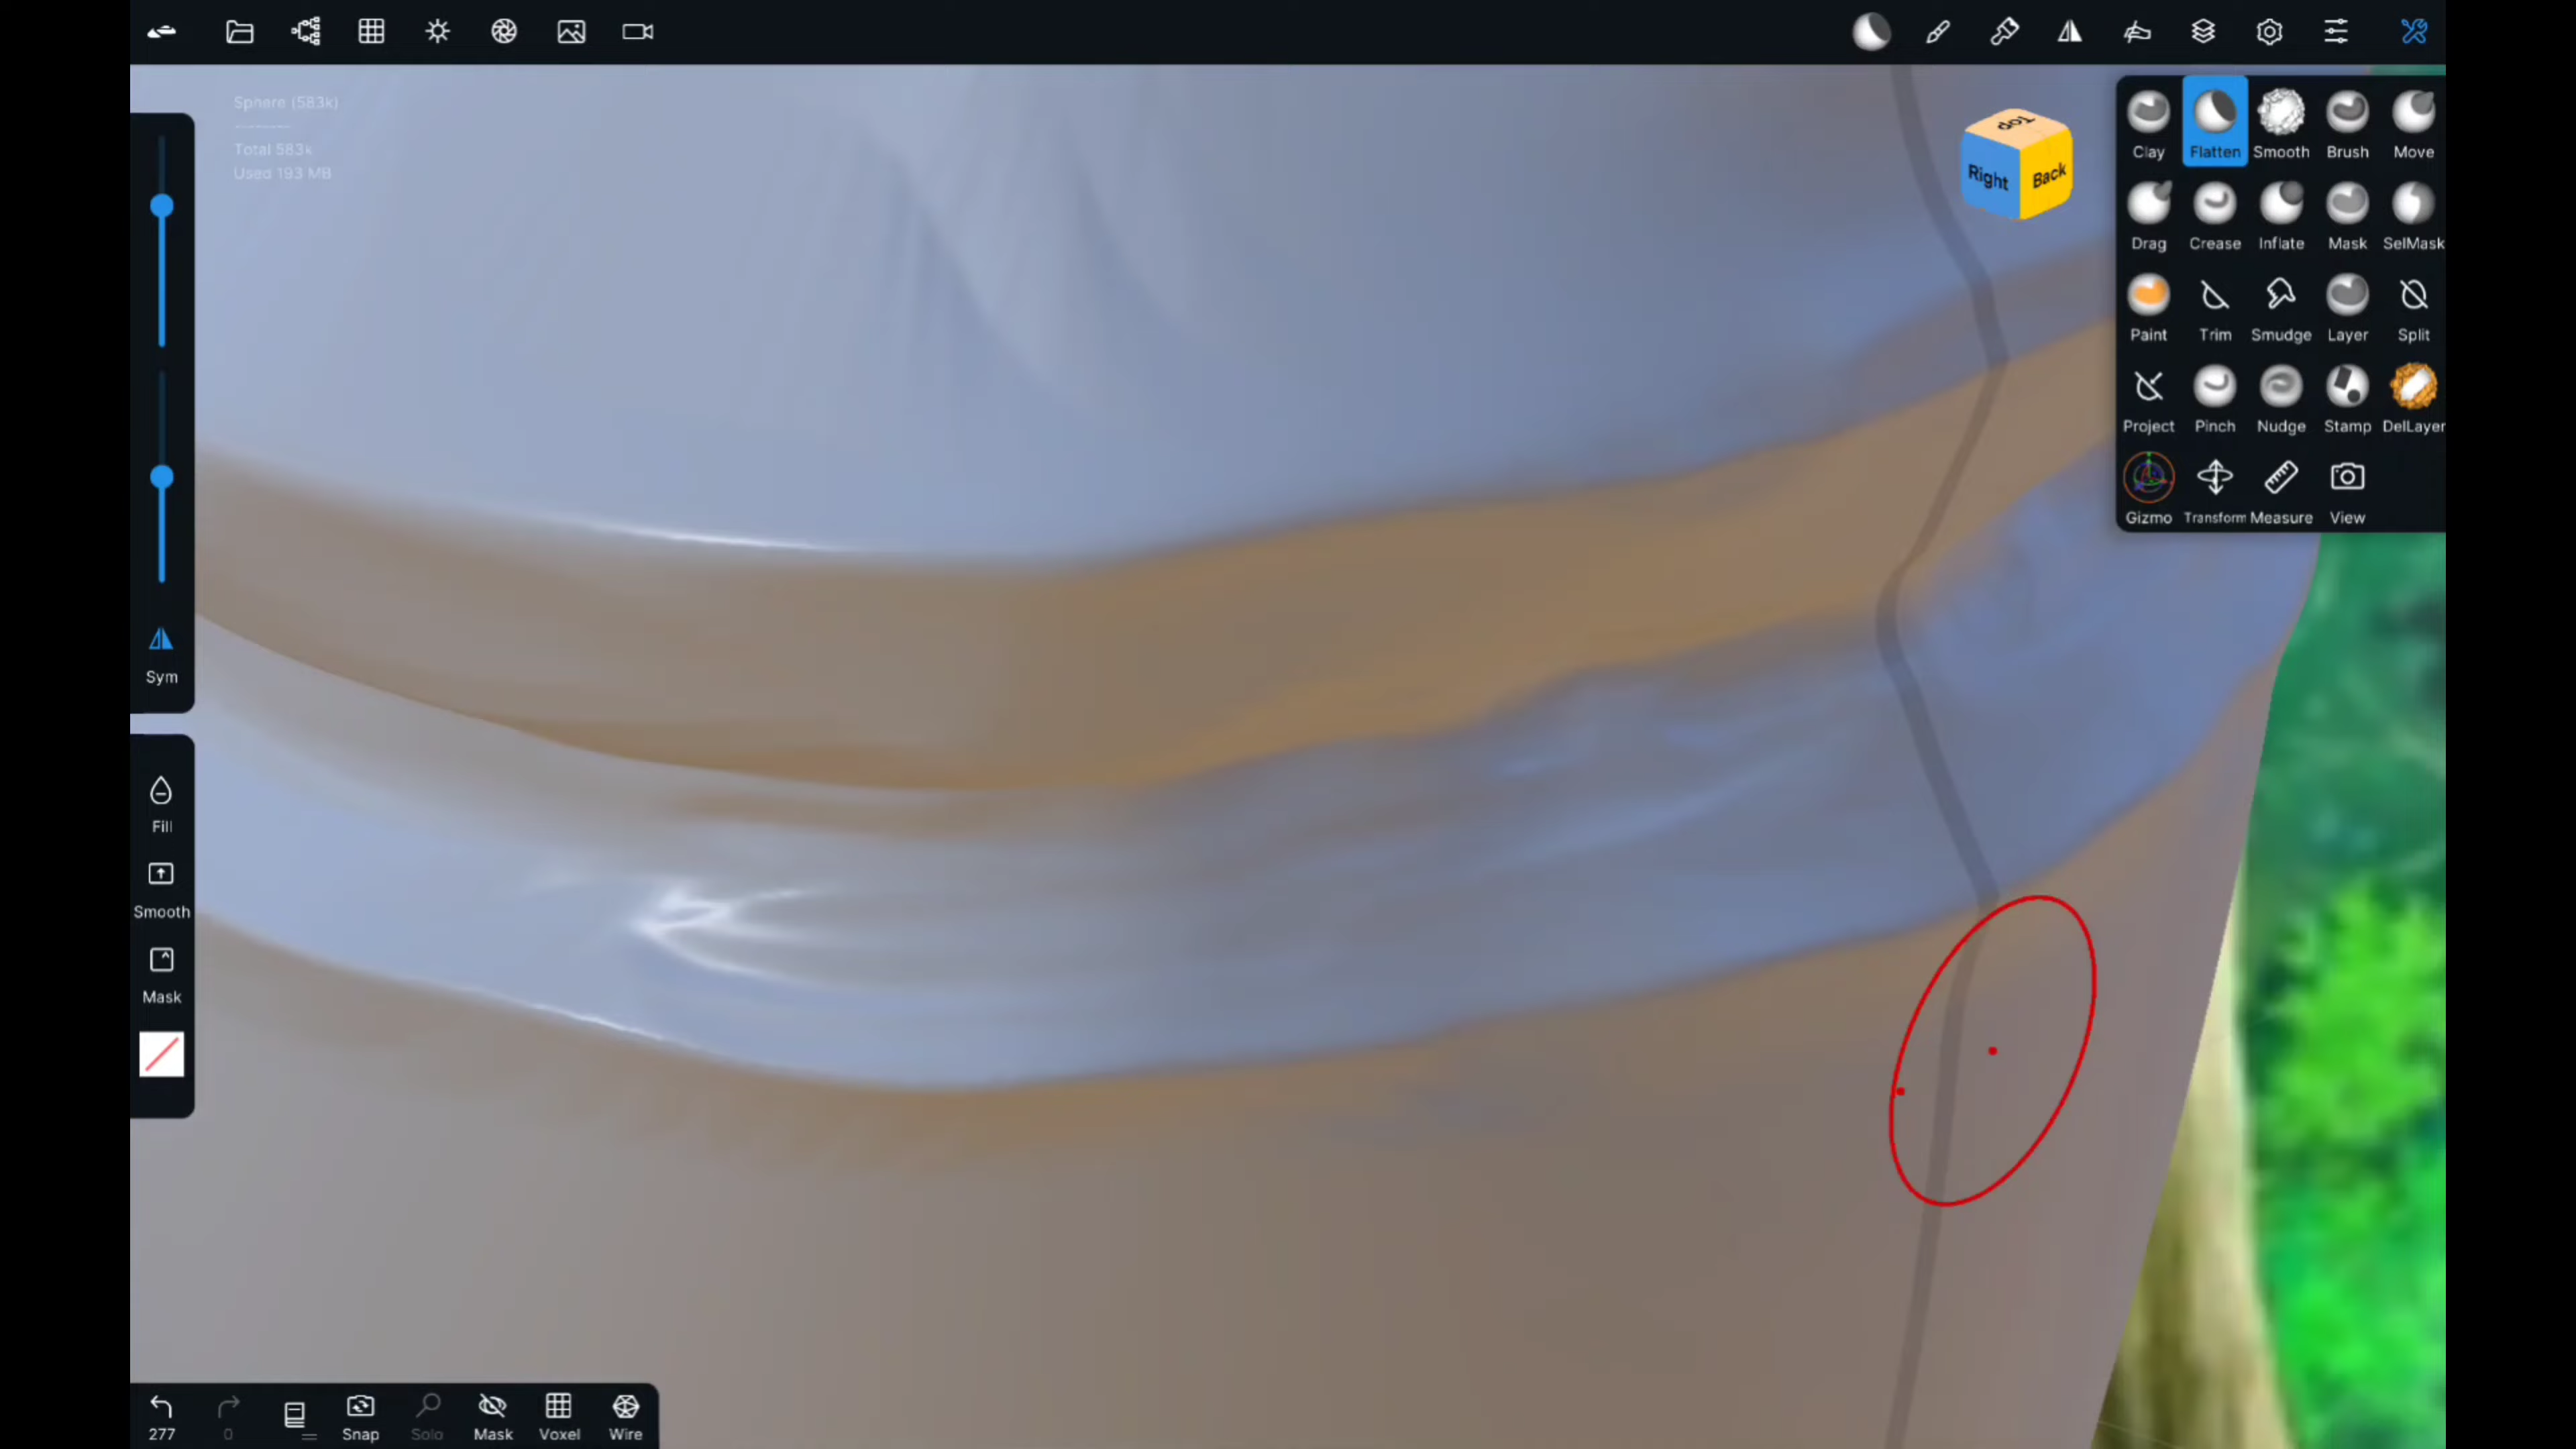 Sphere (583k)
Total 583k
Used 193 MB
Top
Right
Back
Clay Flatten Smooth Brush Move
Drag Crease Inflate Mask SelMask
Paint Trim Smudge Layer Split
Project Pinch Nudge Stamp DelLayer
Gizmo Transform Measure View
Sym
Fill
Smooth
Mask
277 0 Snap Solo Mask Voxel Wire